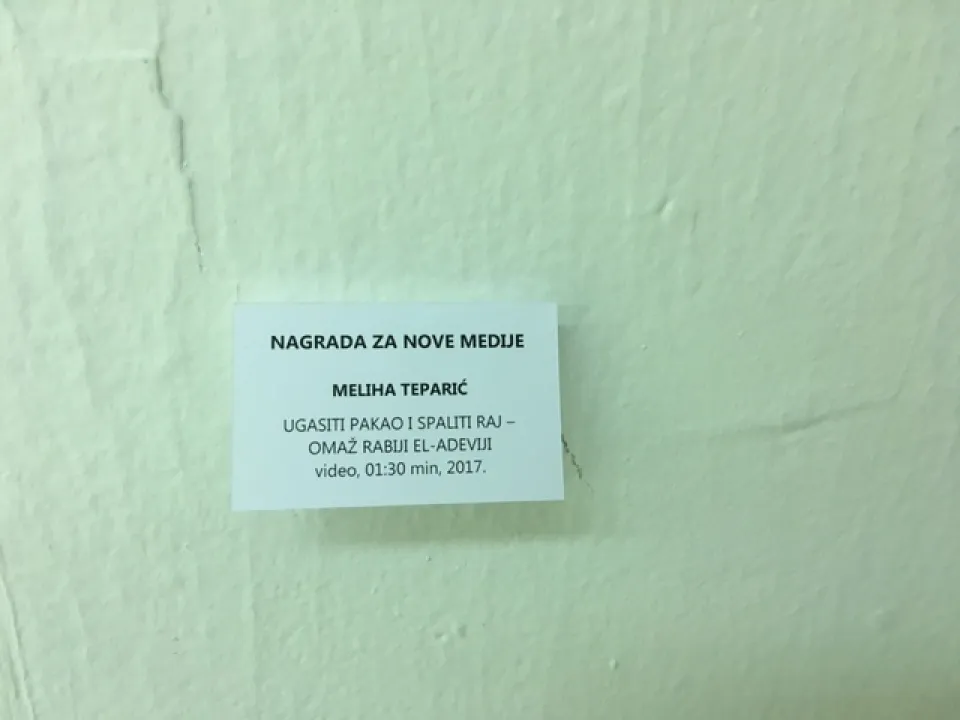 NAGRADA ZA NOVE MEDIJE
MELIHA TEPARIĆ
UGASITI PAKAO I SPALITI RAJ –
OMAŽ RABIJI EL-ADEVIJI
video, 01:30 min, 2017.